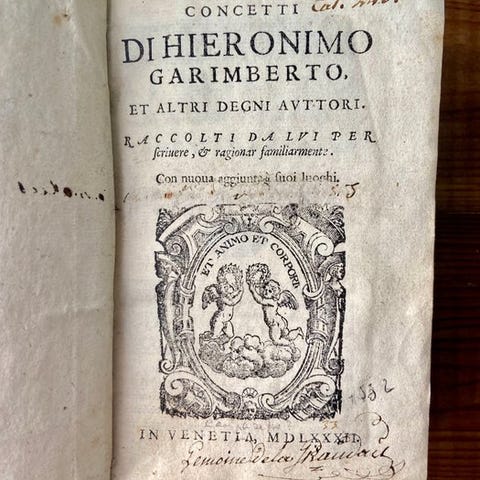 CONCETTI
DI HIERONIMO
GARIMBERTO,
ET ALTRI DEGNI AVTTORI.
RACCOLTI DA LVI PER
scriuere, & ragionar familiarmente.
Con nuoua aggiunta à suoi luoghi.
ET ANIMO ET CORPORI
IN VENETIA, MDLXXXII